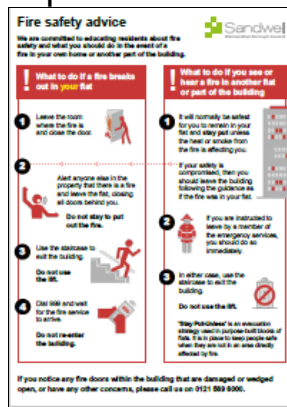 Fire safety advice
Sandwell
We are committed to educating residents about fire
safety and what you should do in the event of a
fire in your own home or another part of the building.
! What to do if a fire breaks
out in your flat
1 Leave the room
where the fire is
and close the door.
2
Alert anyone else in the
property that there is a fire
and leave the flat, closing
all doors behind you.
Do not stay to put
out the fire.
3 Use the staircase to
exit the building.
Do not use
the lift.
4 Dial 999 and wait
for the fire service
to arrive.
Do not re-enter
the building.
! What to do if you see or
hear a fire in another flat
or part of the building
1 It will normally be safest
for you to remain in your
flat and stay put unless
the heat or smoke from
the fire is affecting you.
If your safety is
compromised, then you
should leave the building
following the guidance as
if the fire was in your flat.
2 If you are instructed to
leave by a member of
the emergency services,
you should do so
immediately.
3 In either case, use the
staircase to exit the
building.
Do not use the lift.
'Stay Put-Unless' is an evacuation
strategy used in purpose-built blocks of
flats. It is in place to keep people safe
when they are not in an area directly
affected by fire.
If you notice any fire doors within the building that are damaged or wedged
open, or have any other concerns, please call us on 0121 569 6000.